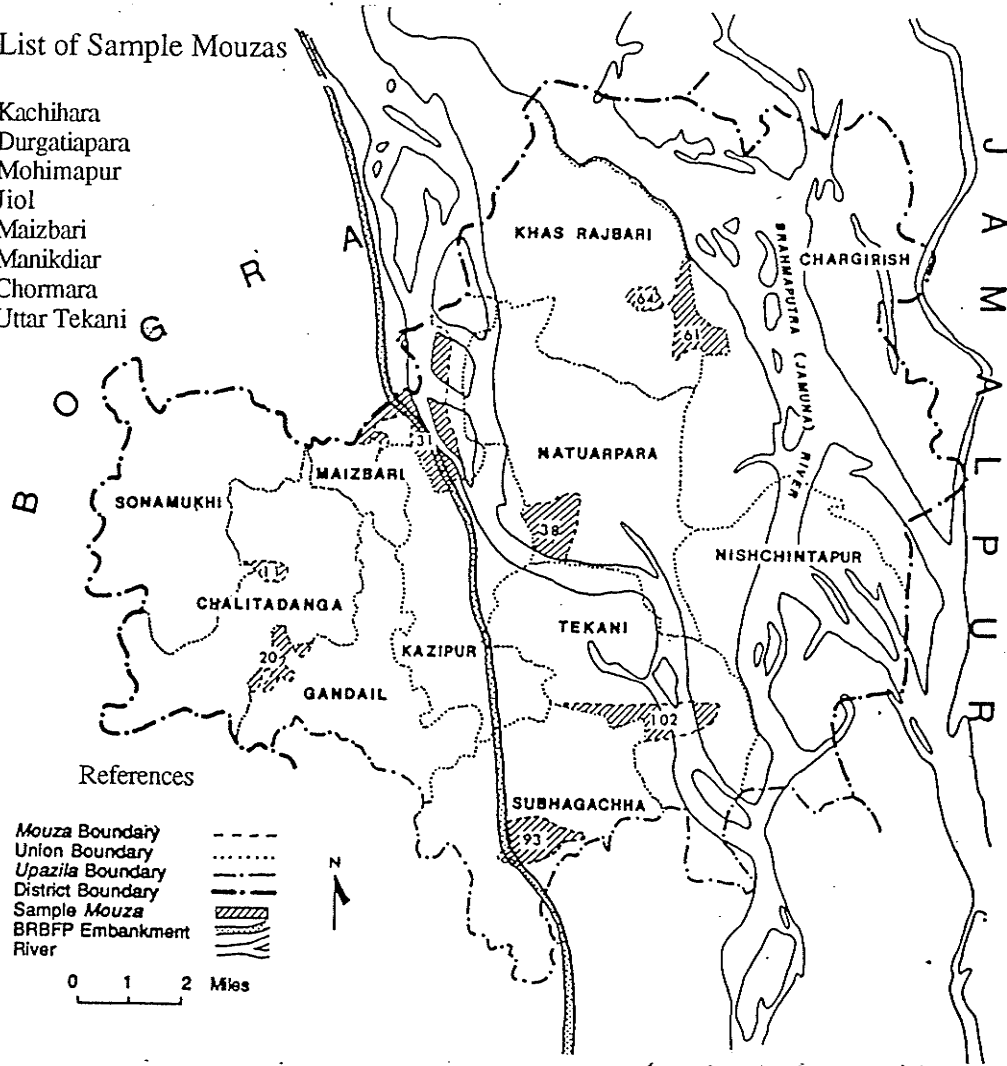 List of Sample Mouzas
Kachihara
Durgatiapara
Mohimapur
Jiol
Maizbari
Manikdiar
Chormara
Uttar Tekani
BOGRA
JAMALPUR
KHAS RAJBARI
CHARGIRISH
BRAHMAPUTRA (JAMUNA) RIVER
64
61
31
MAIZBARI
NATUARPARA
SONAMUKHI
38
NISHCHINTAPUR
11
CHALITADANGA
TEKANI
20
KAZIPUR
GANDAIL
102
SUBHAGACHHA
93
References
Mouza Boundary
Union Boundary
Upazila Boundary
District Boundary
Sample Mouza
BRBFP Embankment
River
N
0 1 2 Miles